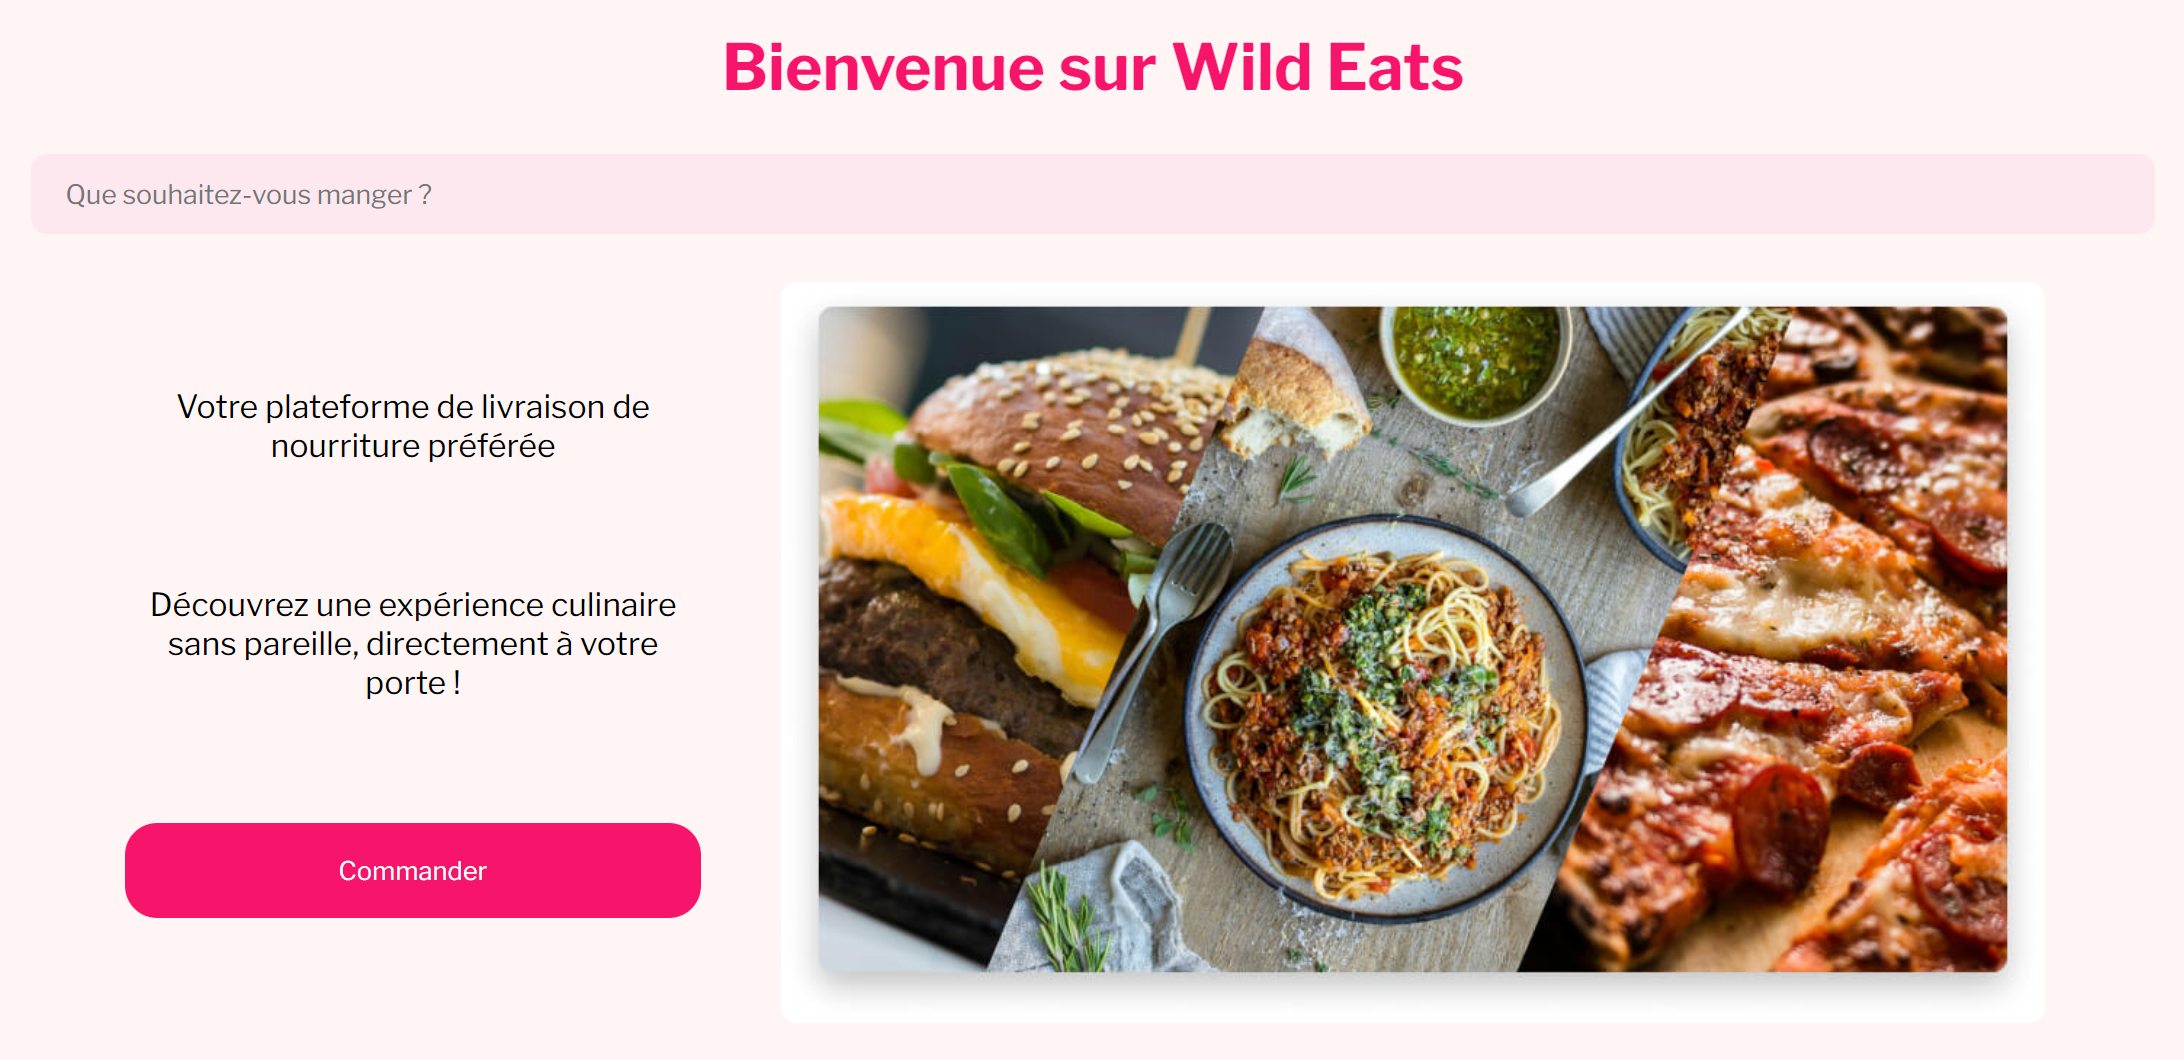 Bienvenue sur Wild Eats
Que souhaitez-vous manger ?
Votre plateforme de livraison de
nourriture préférée
Découvrez une expérience culinaire
sans pareille, directement à votre
porte !
Commander